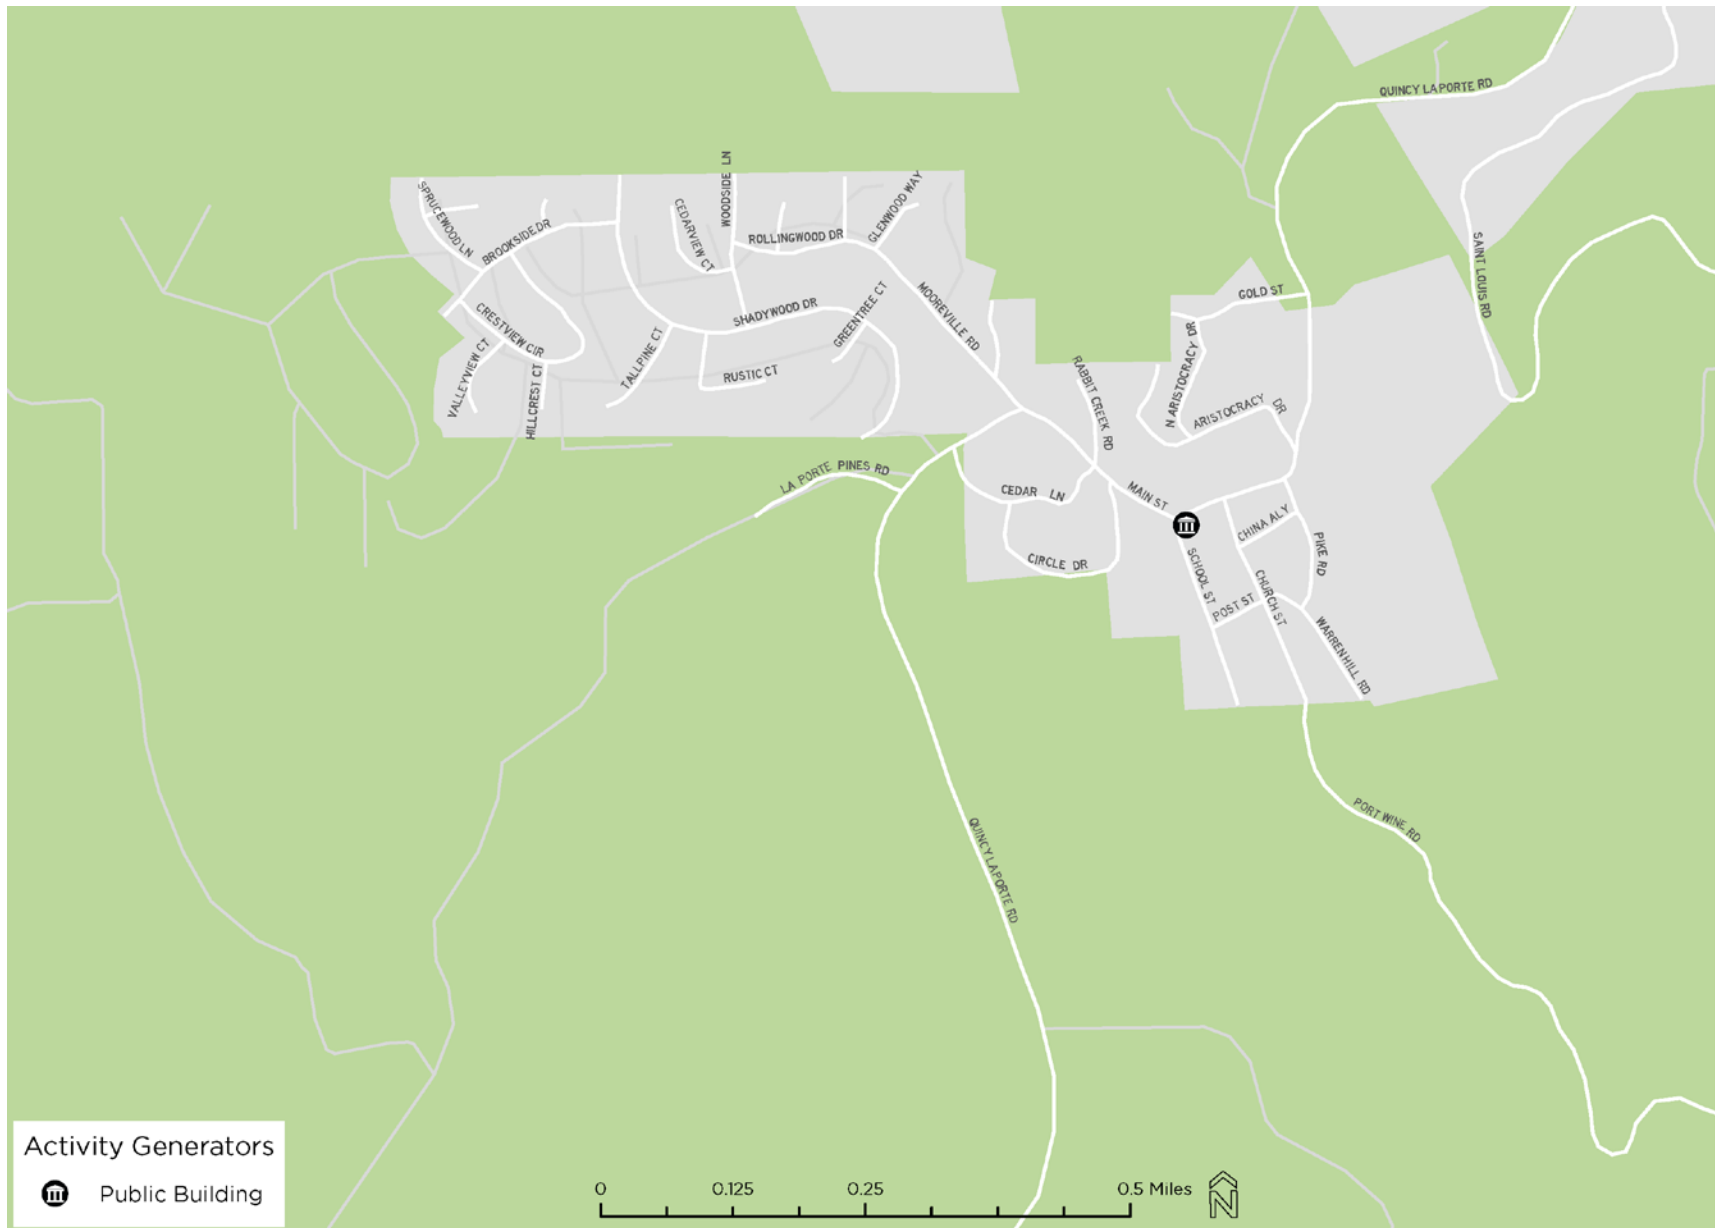 QUINCY LAPORTE RD
WOODSIDE LN
GLENWOOD WAY
SPRUCEWOOD LN
CEDARVIEW CT
BROOKSIDE DR
ROLLINGWOOD DR
SAINT LOUIS RD
GOLD ST
MOOREVILLE RD
GREENTREE CT
SHADYWOOD DR
CRESTVIEW CIR
VALLEYVIEW CT
HILLCREST CT
TALLPINE CT
RUSTIC CT
N ARISTOCRACY DR
ARISTOCRACY DR
RABBIT CREEK RD
LA PORTE PINES RD
CEDAR LN
MAIN ST
CHINA ALY
PIKE RD
CIRCLE DR
SCHOOL ST
CHURCH ST
POST ST
WARREN HILL RD
PORT WINE RD
QUINCY LAPORTE RD
Activity Generators
Public Building
0 0.125 0.25 0.5 Miles
N